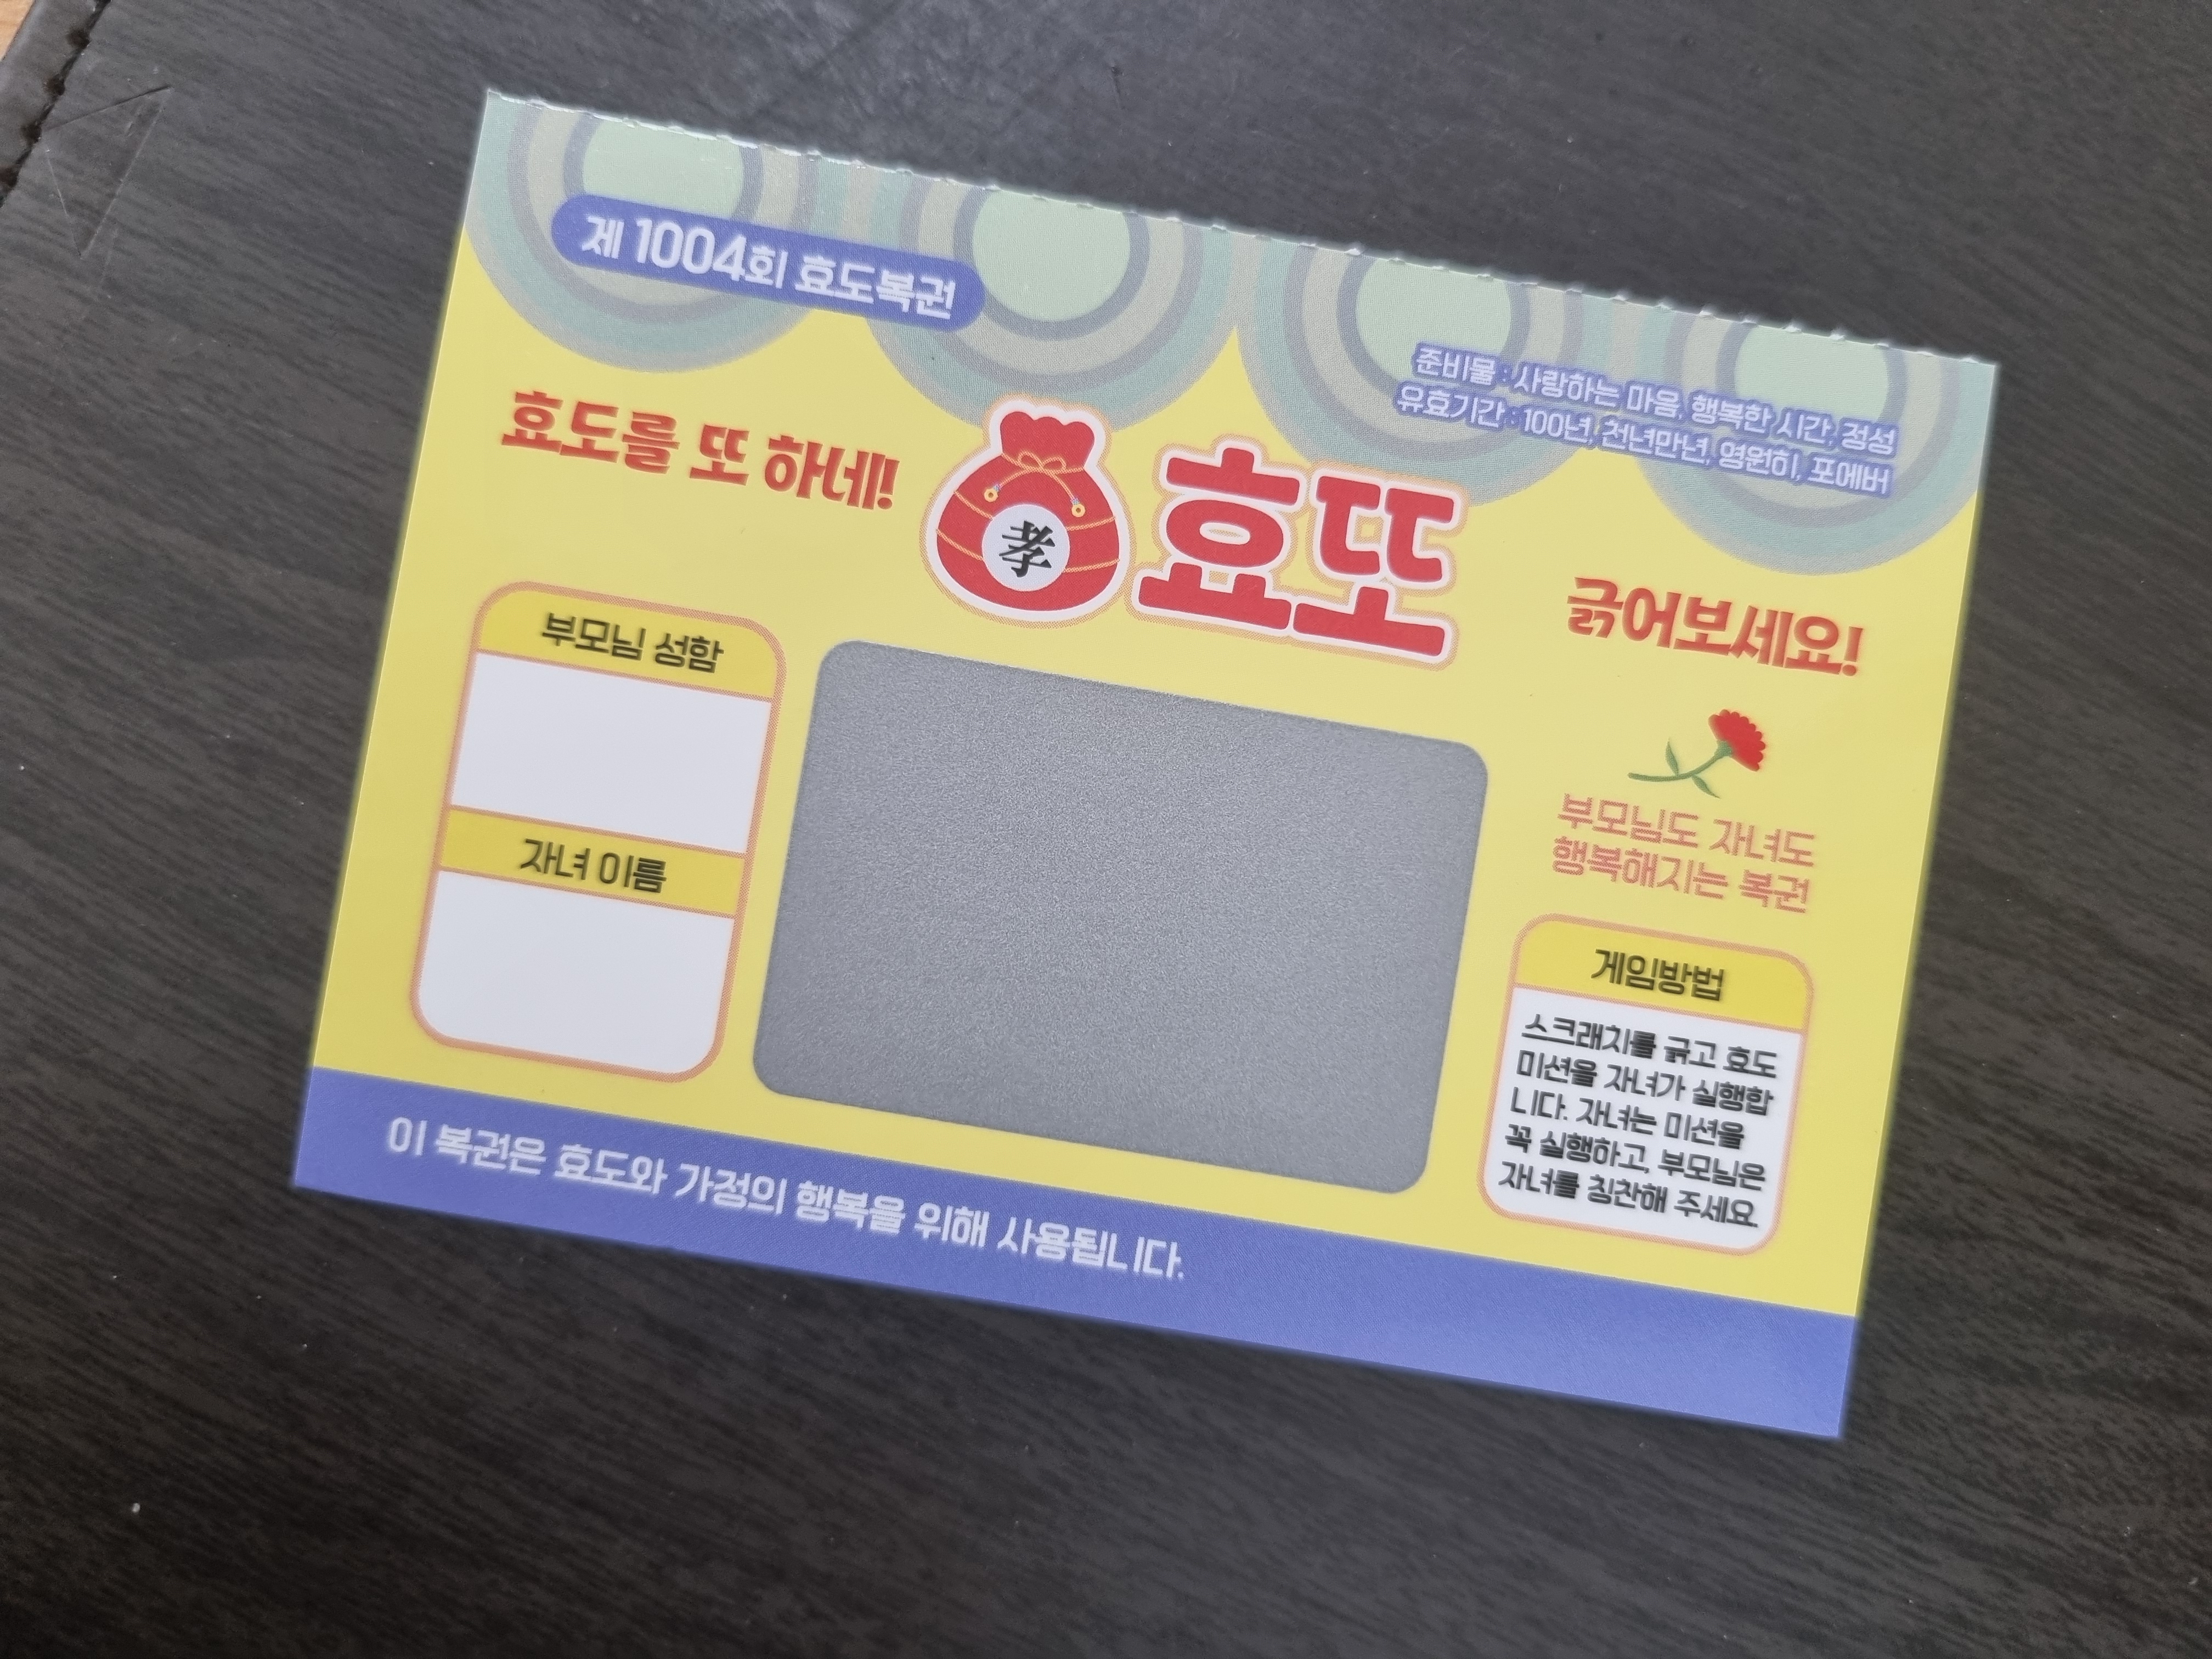 제 1004회 효도복권
준비물 : 사랑하는 마음, 행복한 시간, 정성
유효기간 : 100년, 천년만년, 영원히, 포에버
효도를 또 하네!
孝
효또
하
긁어보세요!
부모님 성함
자녀 이름
부모님도 자녀도
행복해지는 복권
게임방법
스크래치를 긁고 효도
미션을 자녀가 실행합
니다. 자녀는 미션을
꼭 실행하고, 부모님은
자녀를 칭찬해 주세요
이 복권은 효도와 가정의 행복을 위해 사용됩니다.